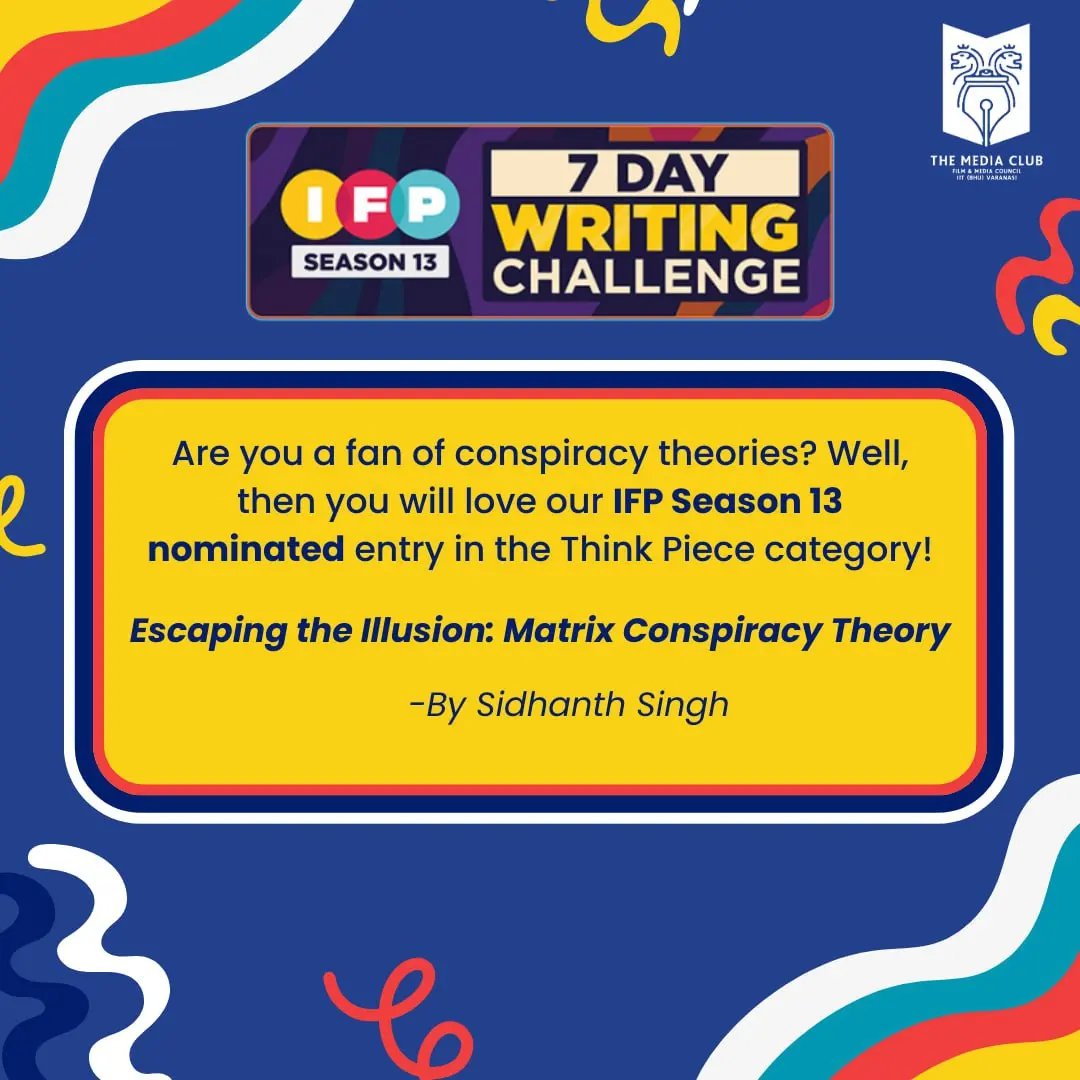 THE MEDIA CLUB
FILM & MEDIA COUNCIL
IIT (BHU) VARANASI
IFP
SEASON 13
7 DAY
WRITING
CHALLENGE
Are you a fan of conspiracy theories? Well,
then you will love our IFP Season 13
nominated entry in the Think Piece category!
Escaping the Illusion: Matrix Conspiracy Theory
-By Sidhanth Singh